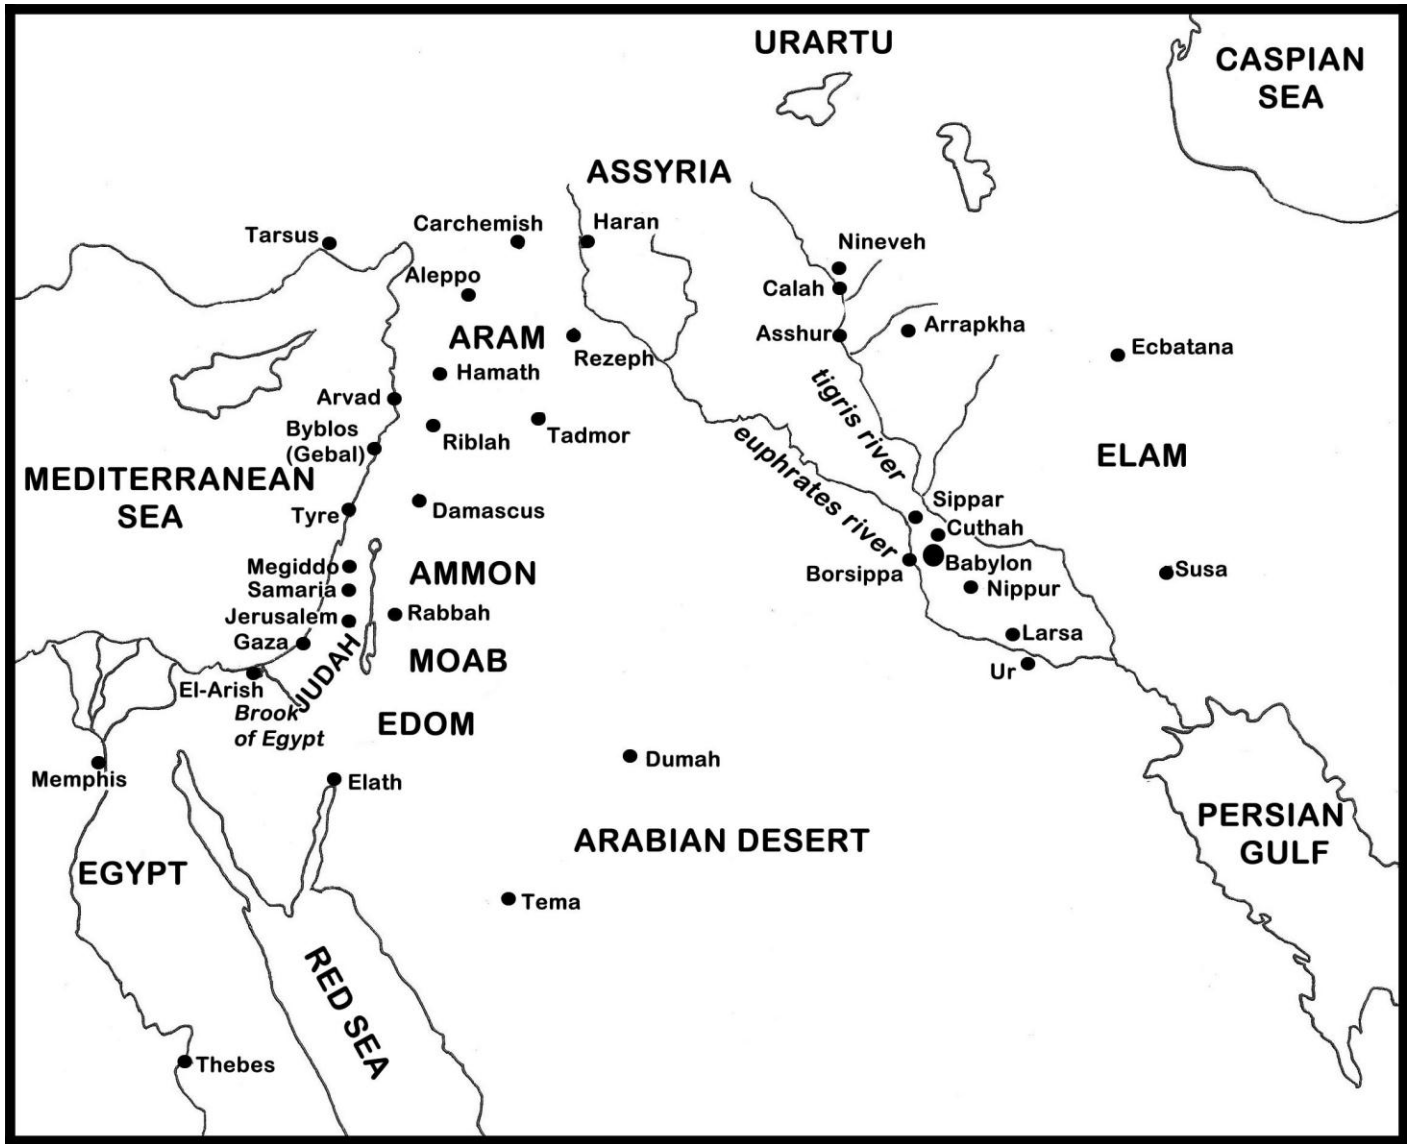 URARTU
CASPIAN
SEA
ASSYRIA
Tarsus
Carchemish
Haran
Nineveh
Aleppo
Calah
ARAM
Asshur
Arrapkha
Ecbatana
Rezeph
Hamath
Arvad
tigris river
Byblos
(Gebal)
Riblah
Tadmor
euphrates river
ELAM
MEDITERRANEAN
SEA
Tyre
Damascus
Sippar
Cuthah
Megiddo
AMMON
Borsippa
Babylon
Susa
Samaria
Nippur
Jerusalem
Rabbah
Gaza
JUDAH
MOAB
Larsa
Ur
El-Arish
Brook
of Egypt
EDOM
Memphis
Elath
Dumah
PERSIAN
GULF
ARABIAN DESERT
EGYPT
Tema
RED SEA
Thebes